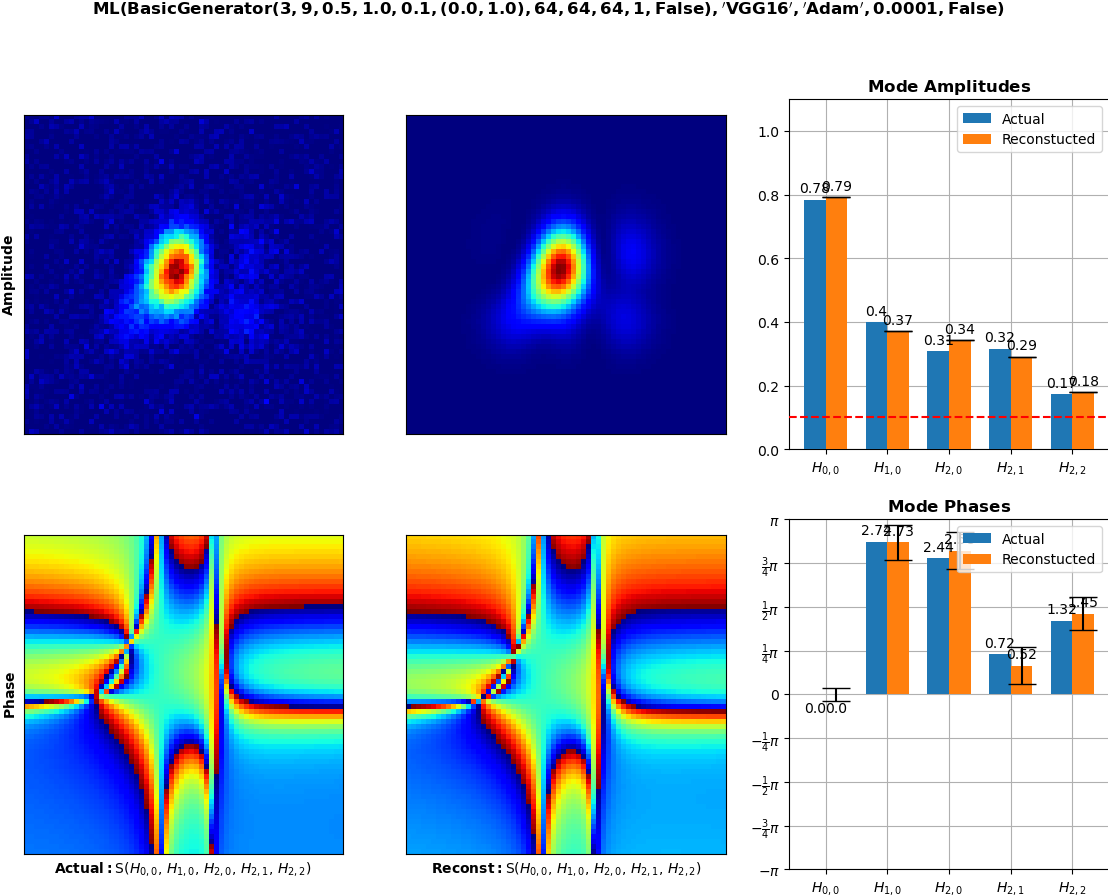 ML(BasicGenerator(3, 9, 0.5, 1.0, 0.1, (0.0, 1.0), 64, 64, 64, 1, False), ′VGG16′, ′Adam′, 0.0001, False)
Mode Amplitudes
Actual
Reconstucted
1.0
0.8
0.6
0.4
0.2
0.0
0.78
0.79
0.4
0.37
0.31
0.34
0.32
0.29
0.17
0.18
H0,0
H1,0
H2,0
H2,1
H2,2
Amplitude
Mode Phases
Actual
Reconstucted
π
3/4π
1/2π
1/4π
0
−1/4π
−1/2π
−3/4π
−π
0.0
0.0
2.74
2.73
2.44
0.72
0.52
1.32
1.45
H0,0
H1,0
H2,0
H2,1
H2,2
Phase
Actual: S(H0,0, H1,0, H2,0, H2,1, H2,2)
Reconst: S(H0,0, H1,0, H2,0, H2,1, H2,2)